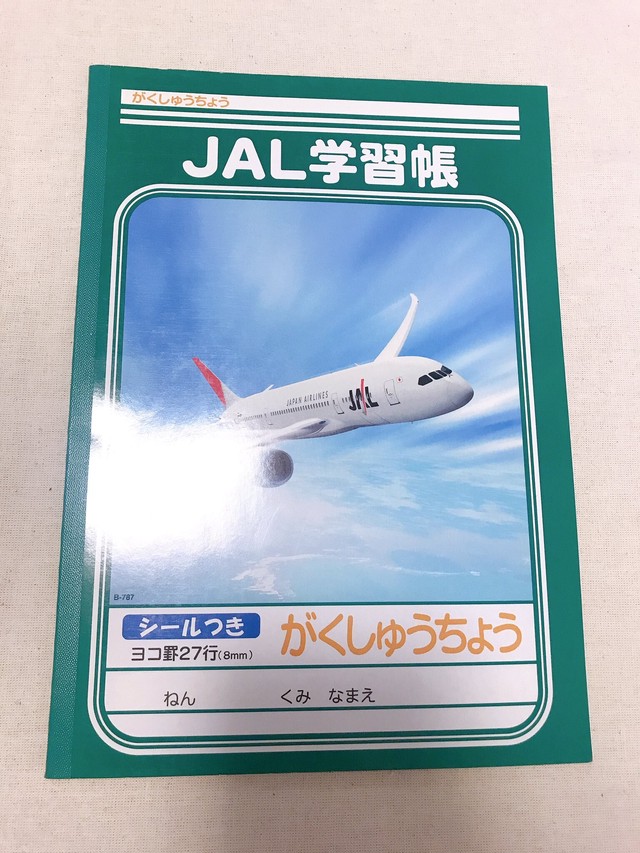 がくしゅうちょう
JAL学習帳
JAPAN AIRLINES
JAL
B-787
シールつき
がくしゅうちょう
ヨコ罫27行(8mm)
ねん くみ なまえ